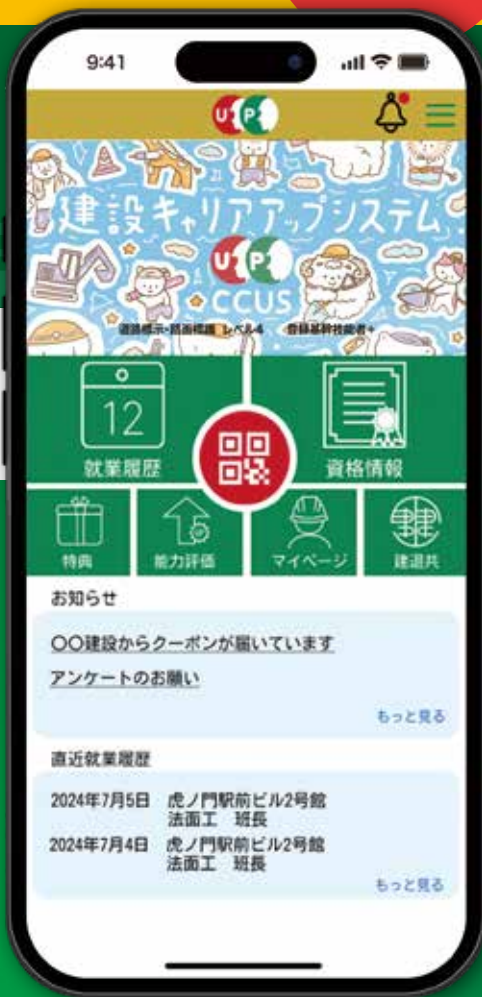 9:41
U P
建設キャリアアップシステム
U P
CCUS
道路標示・路面標識 レベル4 登録基幹技能者+
12
就業履歴
資格情報
特典
能力評価
マイページ
建退共
お知らせ
〇〇建設からクーポンが届いています
アンケートのお願い
もっと見る
直近就業履歴
2024年7月5日 虎ノ門駅前ビル2号館
法面工 班長
2024年7月4日 虎ノ門駅前ビル2号館
法面工 班長
もっと見る